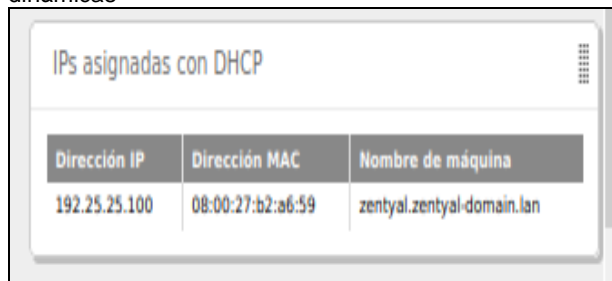 dinámicas
IPs asignadas con DHCP
Dirección IP Dirección MAC Nombre de máquina
192.25.25.100 08:00:27:b2:a6:59 zentyal.zentyal-domain.lan